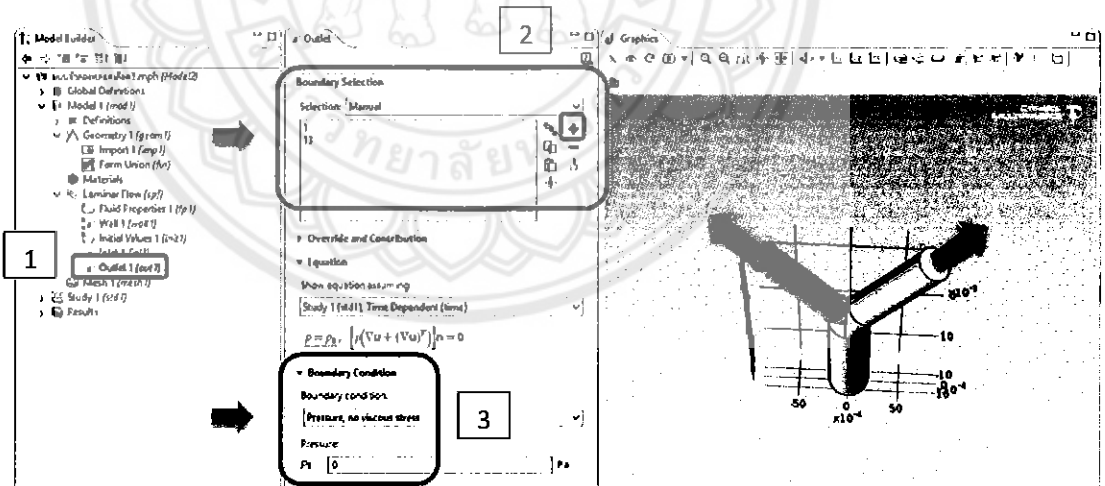 2
Model Builder
Outlet
Graphics
Global Definitions
Model 1 (mod1)
Definitions
Geometry 1 (geom1)
Import 1 (imp1)
Form Union (fin)
Materials
Laminar Flow (spf)
Fluid Properties 1 (fp1)
Wall 1 (wall1)
Initial Values 1 (init1)
1
Outlet 1 (out1)
Mesh 1 (mesh1)
Study 1 (std1)
Results
Boundary Selection
Selection: Manual
13
Override and Contribution
Equation
Show equation assuming
Study 1 (std1), Time Dependent (time)
Boundary Condition
Boundary condition:
Pressure, no viscous stress
3
Pressure:
P₀ 0 Pa
10
50 0 50
x10⁻⁴